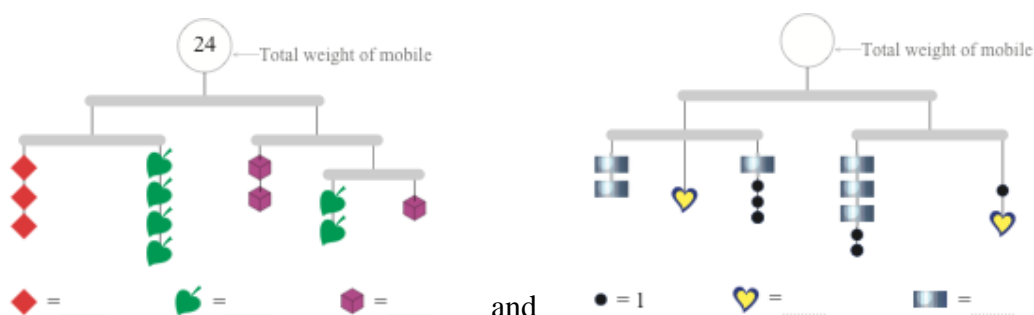 24
Total weight of mobile
Total weight of mobile
= = =
and
= 1 = =